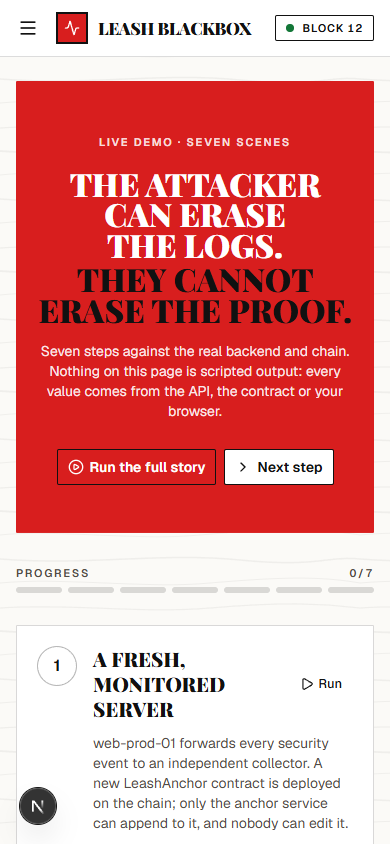 LEASH BLACKBOX
BLOCK 12
LIVE DEMO · SEVEN SCENES
THE ATTACKER
CAN ERASE
THE LOGS.
THEY CANNOT
ERASE THE PROOF.
Seven steps against the real backend and chain.
Nothing on this page is scripted output: every
value comes from the API, the contract or your
browser.
Run the full story
Next step
PROGRESS
0/7
1
A FRESH,
MONITORED
SERVER
Run
web-prod-01 forwards every security
event to an independent collector. A
new LeashAnchor contract is deployed
on the chain; only the anchor service
can append to it, and nobody can edit it.
N